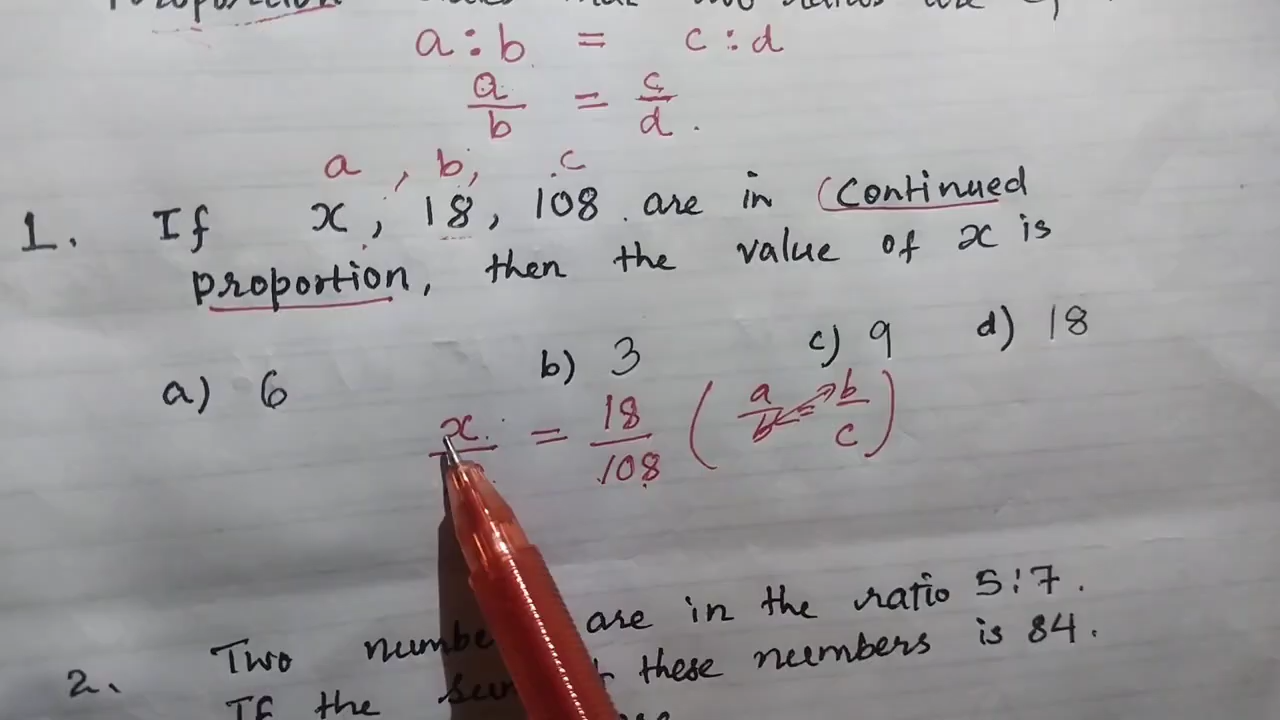 Proportion
a : b = c : d
a/b = c/d .
a , b, c
1. If x, 18, 108 are in continued
proportion, then the value of x is
a) 6 b) 3 c) 9 d) 18
x = 18/108 ( a/b = b/c )
2. Two are in the ratio 5:7.
If the these numbers is 84.